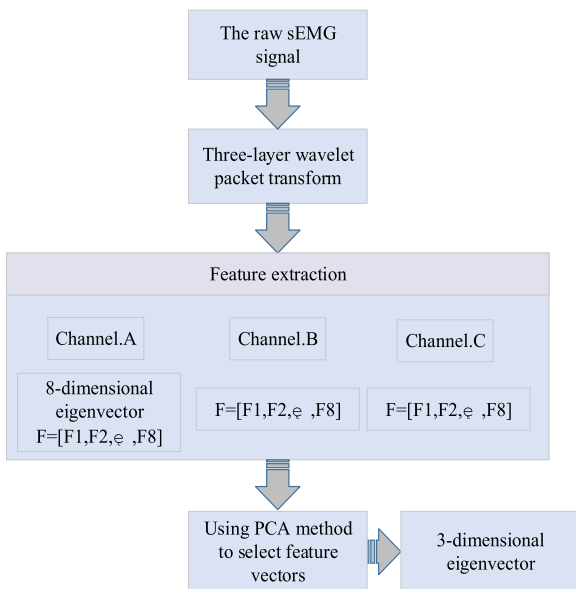 The raw sEMG
signal
Three-layer wavelet
packet transform
Feature extraction
Channel.A
Channel.B
Channel.C
8-dimensional
eigenvector
F=[F1,F2,ҿ ,F8]
F=[F1,F2,ҿ ,F8]
F=[F1,F2,ҿ ,F8]
Using PCA method
to select feature
vectors
3-dimensional
eigenvector